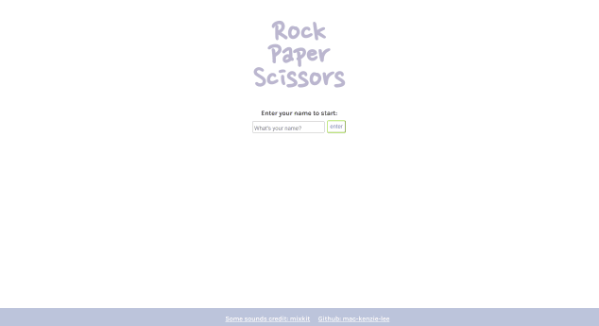 Rock
Paper
Scissors
Enter your name to start:
What's your name? enter
Some sounds credit: mixkit Github: mac-kenzie-lee